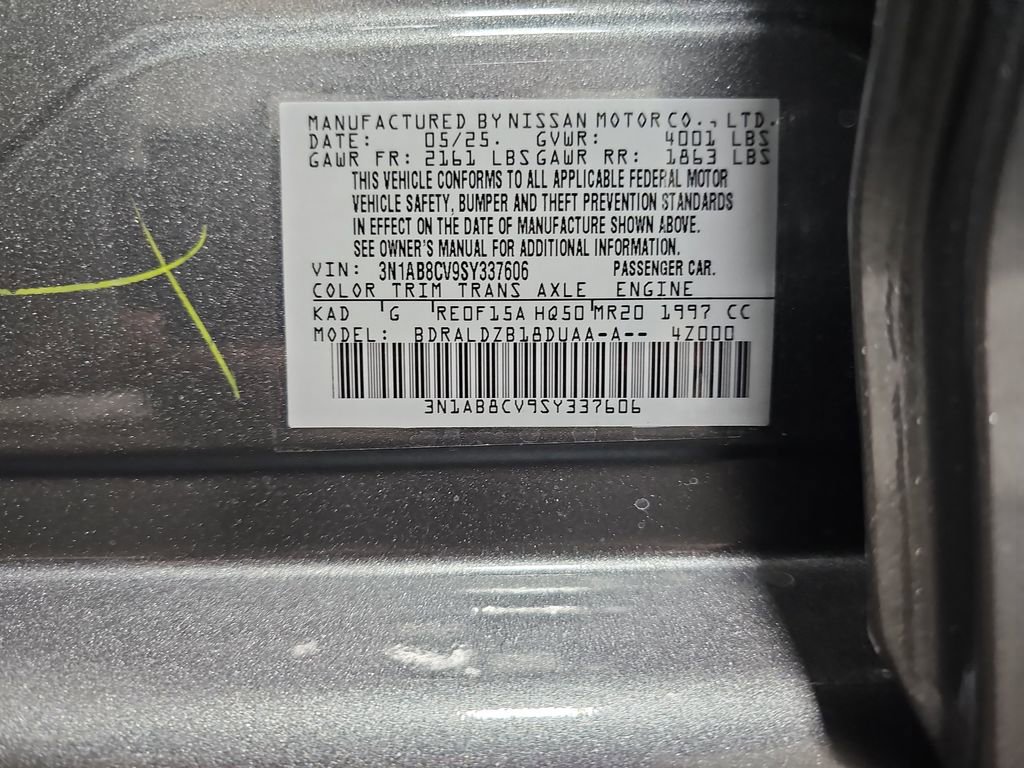 MANUFACTURED BY NISSAN MOTOR CO., LTD.
DATE: 05/25. GVWR: 4001 LBS
GAWR FR: 2161 LBS GAWR RR: 1863 LBS
THIS VEHICLE CONFORMS TO ALL APPLICABLE FEDERAL MOTOR
VEHICLE SAFETY, BUMPER AND THEFT PREVENTION STANDARDS
IN EFFECT ON THE DATE OF MANUFACTURE SHOWN ABOVE.
SEE OWNER'S MANUAL FOR ADDITIONAL INFORMATION.
VIN: 3N1AB8CV9SY337606 PASSENGER CAR.
COLOR TRIM TRANS AXLE ENGINE
KAD G RE0F15A HQ50 MR20 1997 CC
MODEL: BDRALDZB18DUAA-A-- 4Z000
3N1AB8CV9SY337606